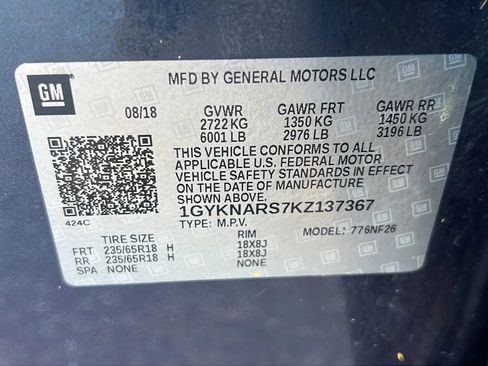 GM
MFD BY GENERAL MOTORS LLC
08/18 GVWR GAWR FRT GAWR RR
2722 KG 1350 KG 1450 KG
6001 LB 2976 LB 3196 LB
THIS VEHICLE CONFORMS TO ALL
APPLICABLE U.S. FEDERAL MOTOR
VEHICLE SAFETY STANDARDS IN EFFECT
ON THE DATE OF MANUFACTURE
SHOWN ABOVE.
424C
1GYKNARS7KZ137367
TYPE: M.P.V. MODEL: 776NF26
TIRE SIZE RIM
FRT 235/65R18 H 18X8J
RR 235/65R18 H 18X8J
SPA NONE NONE